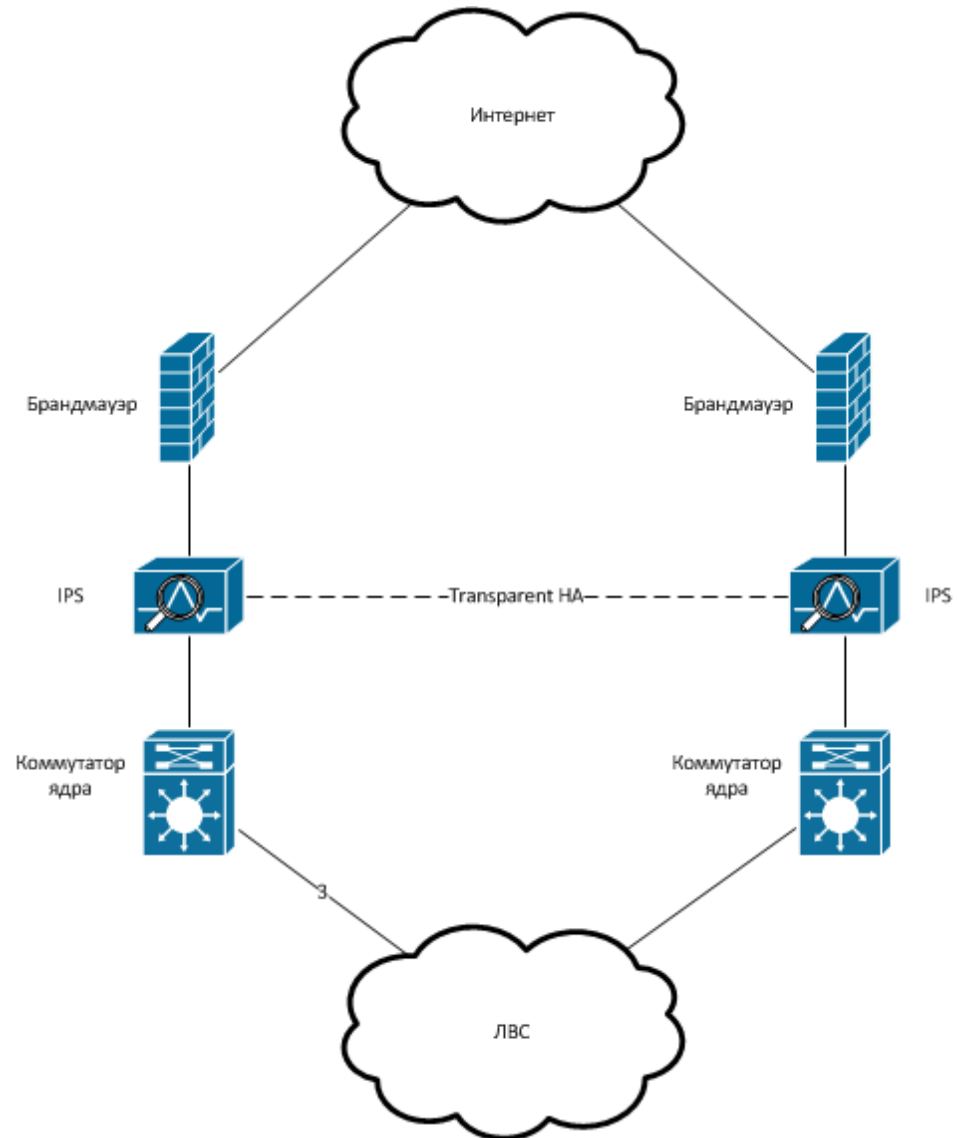 Интернет
Брандмауэр
Брандмауэр
IPS
Transparent HA
IPS
Коммутатор
ядра
Коммутатор
ядра
3
ЛВС